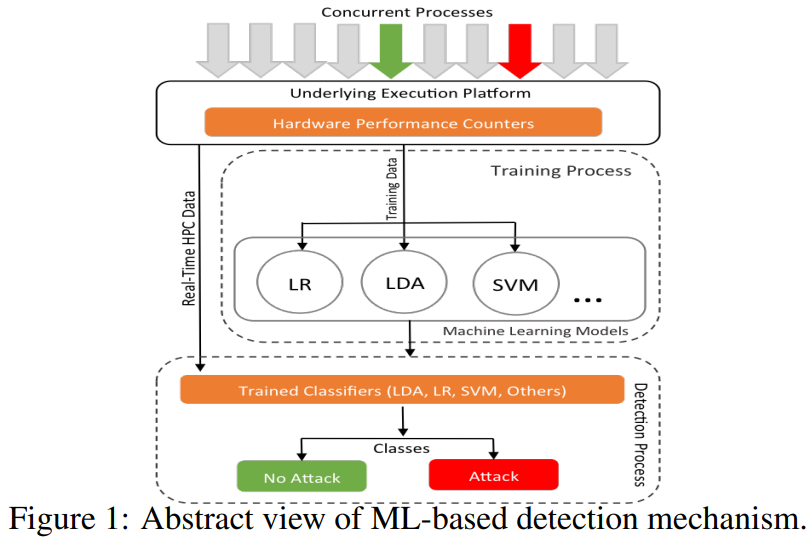 Concurrent Processes
Underlying Execution Platform
Hardware Performance Counters
Real-Time HPC Data
Training Data
Training Process
LR
LDA
SVM
...
Machine Learning Models
Trained Classifiers (LDA, LR, SVM, Others)
Detection Process
Classes
No Attack
Attack
Figure 1: Abstract view of ML-based detection mechanism.